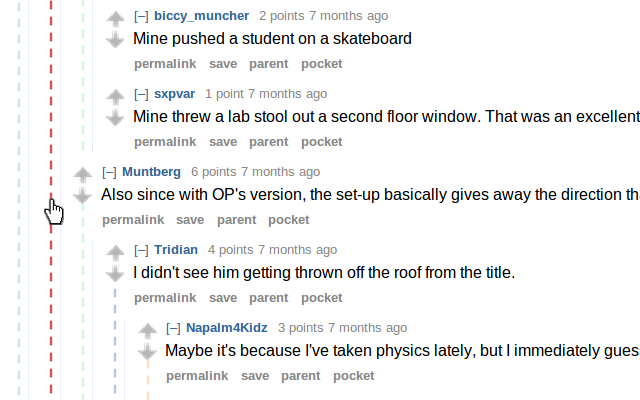 [–] biccy_muncher 2 points 7 months ago
Mine pushed a student on a skateboard
permalink save parent pocket
[–] sxpvar 1 point 7 months ago
Mine threw a lab stool out a second floor window. That was an excellent
permalink save parent pocket
[–] Muntberg 6 points 7 months ago
Also since with OP's version, the set-up basically gives away the direction
permalink save parent pocket
[–] Tridian 4 points 7 months ago
I didn't see him getting thrown off the roof from the title.
permalink save parent pocket
[–] Napalm4Kidz 3 points 7 months ago
Maybe it's because I've taken physics lately, but I immediately
permalink save parent pocket